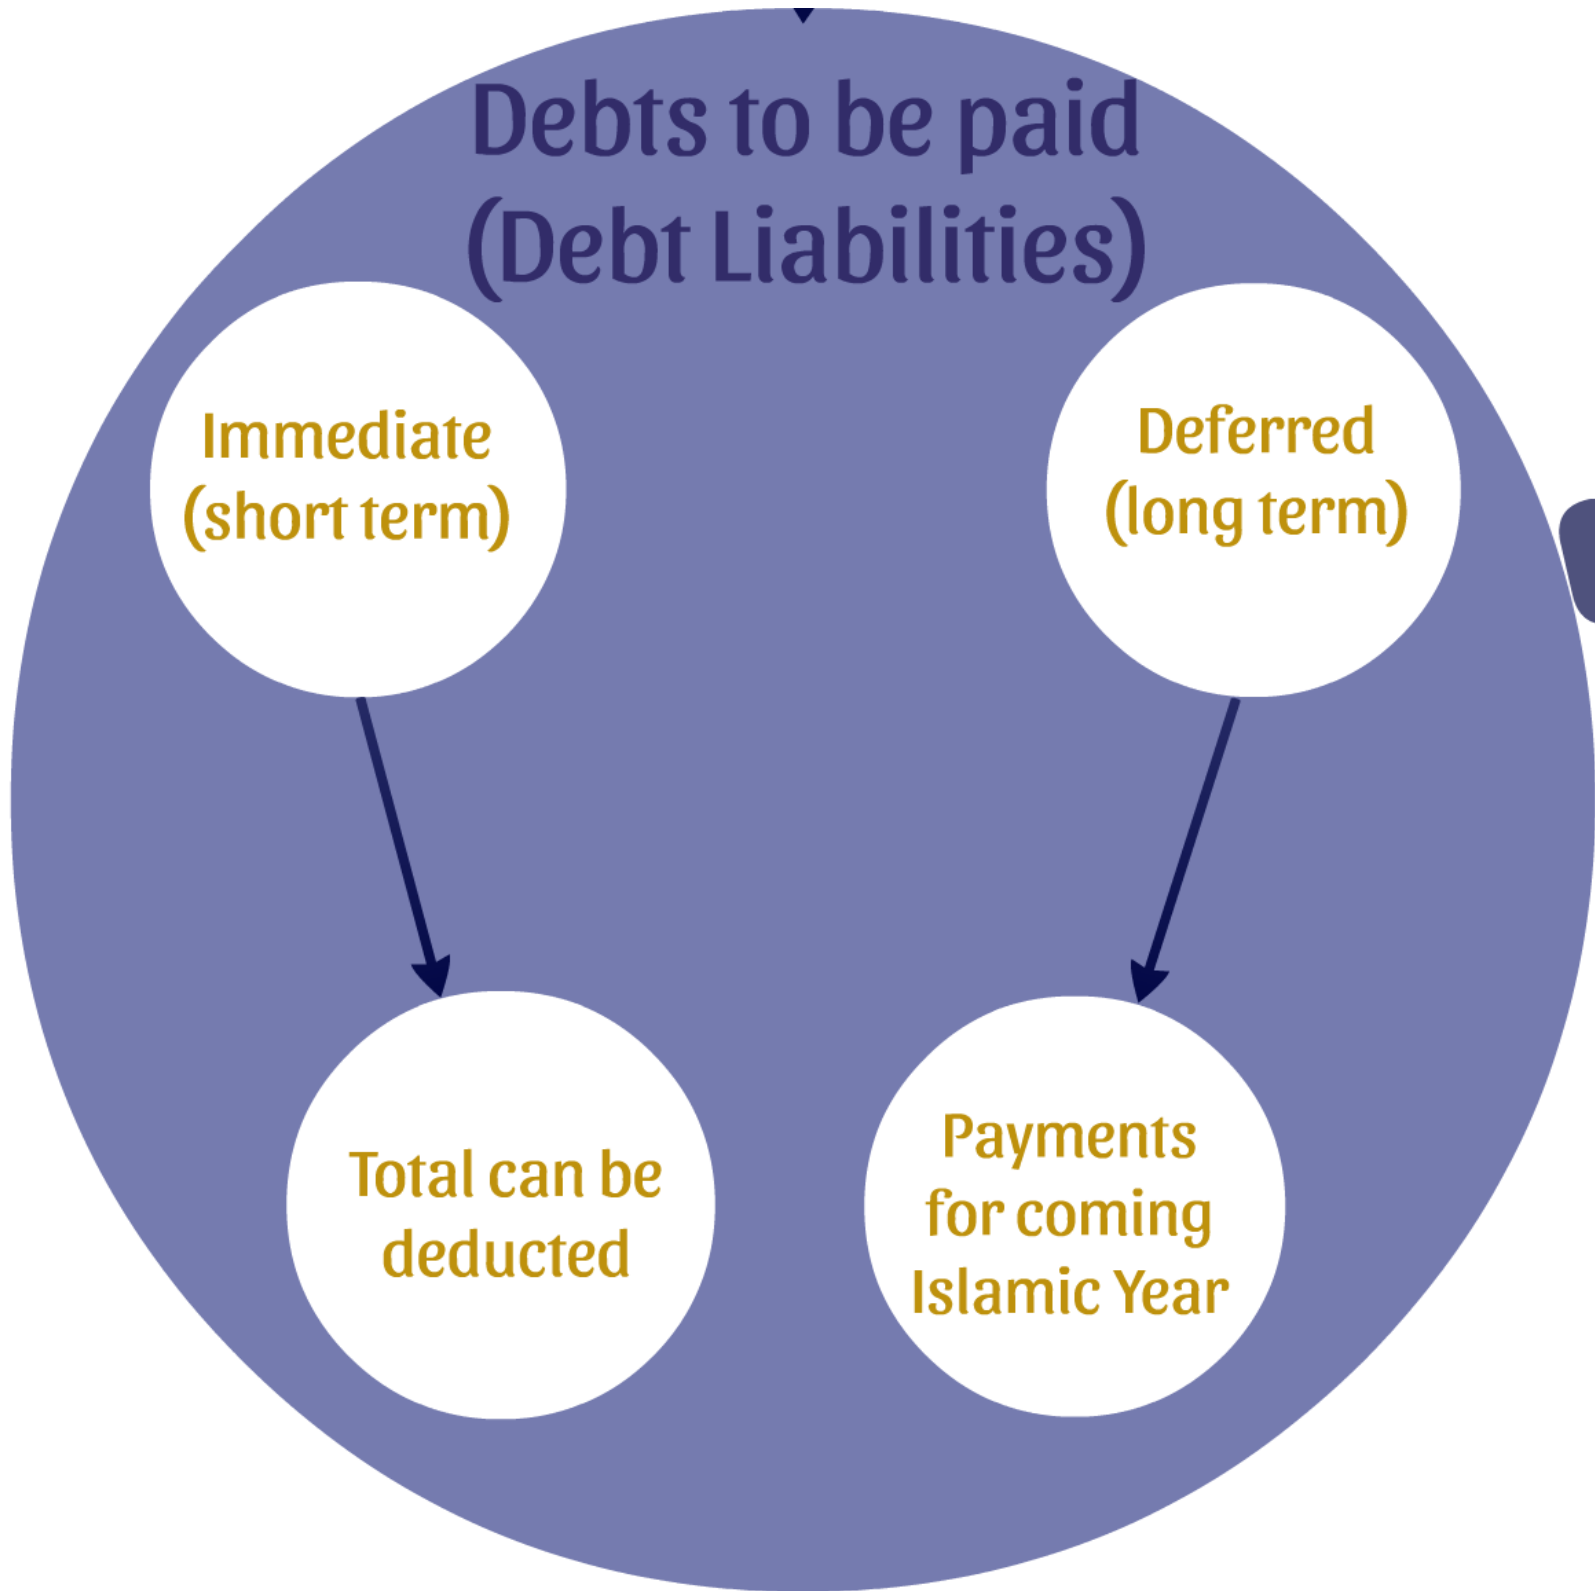 Debts to be paid
(Debt Liabilities)
Immediate
(short term)
Deferred
(long term)
Total can be
deducted
Payments
for coming
Islamic Year